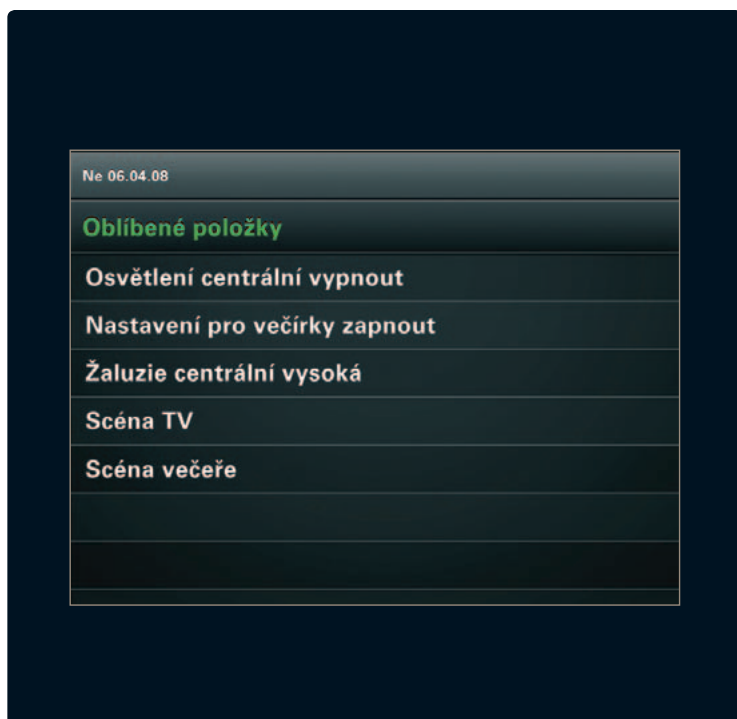 Ne 06.04.08
Oblíbené položky
Osvětlení centrální vypnout
Nastavení pro večírky zapnout
Žaluzie centrální vysoká
Scéna TV
Scéna večeře